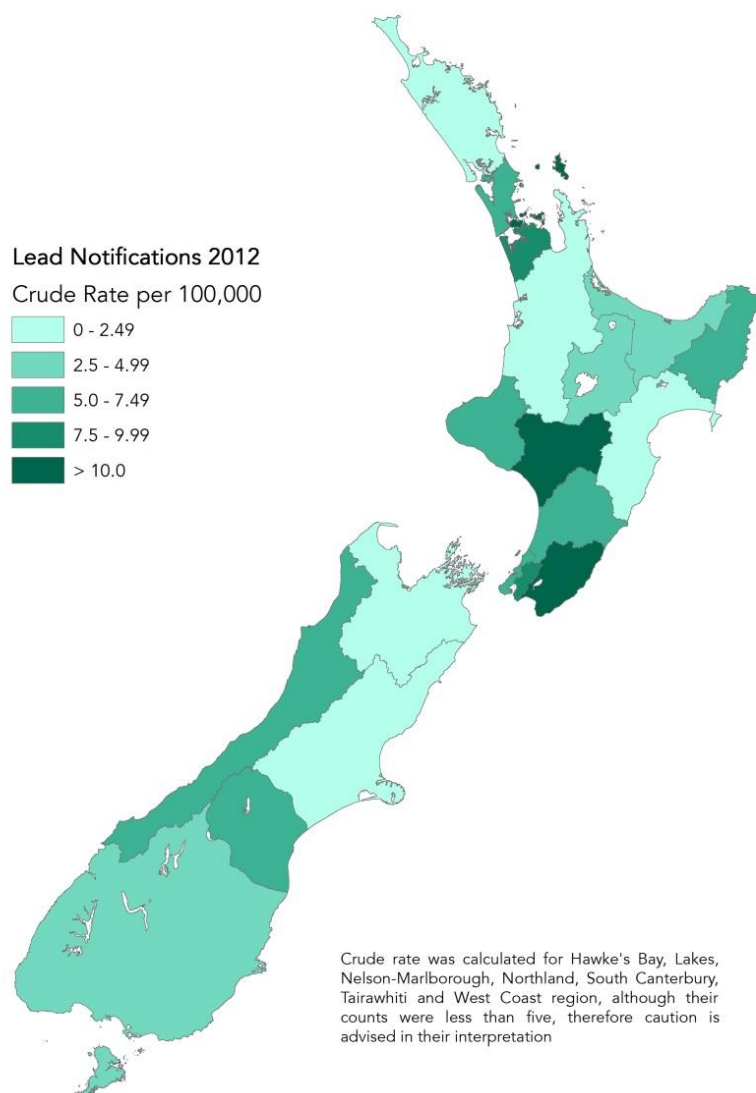 Lead Notifications 2012
Crude Rate per 100,000
0 - 2.49
2.5 - 4.99
5.0 - 7.49
7.5 - 9.99
> 10.0
Crude rate was calculated for Hawke's Bay, Lakes,
Nelson-Marlborough, Northland, South Canterbury,
Tairawhiti and West Coast region, although their
counts were less than five, therefore caution is
advised in their interpretation